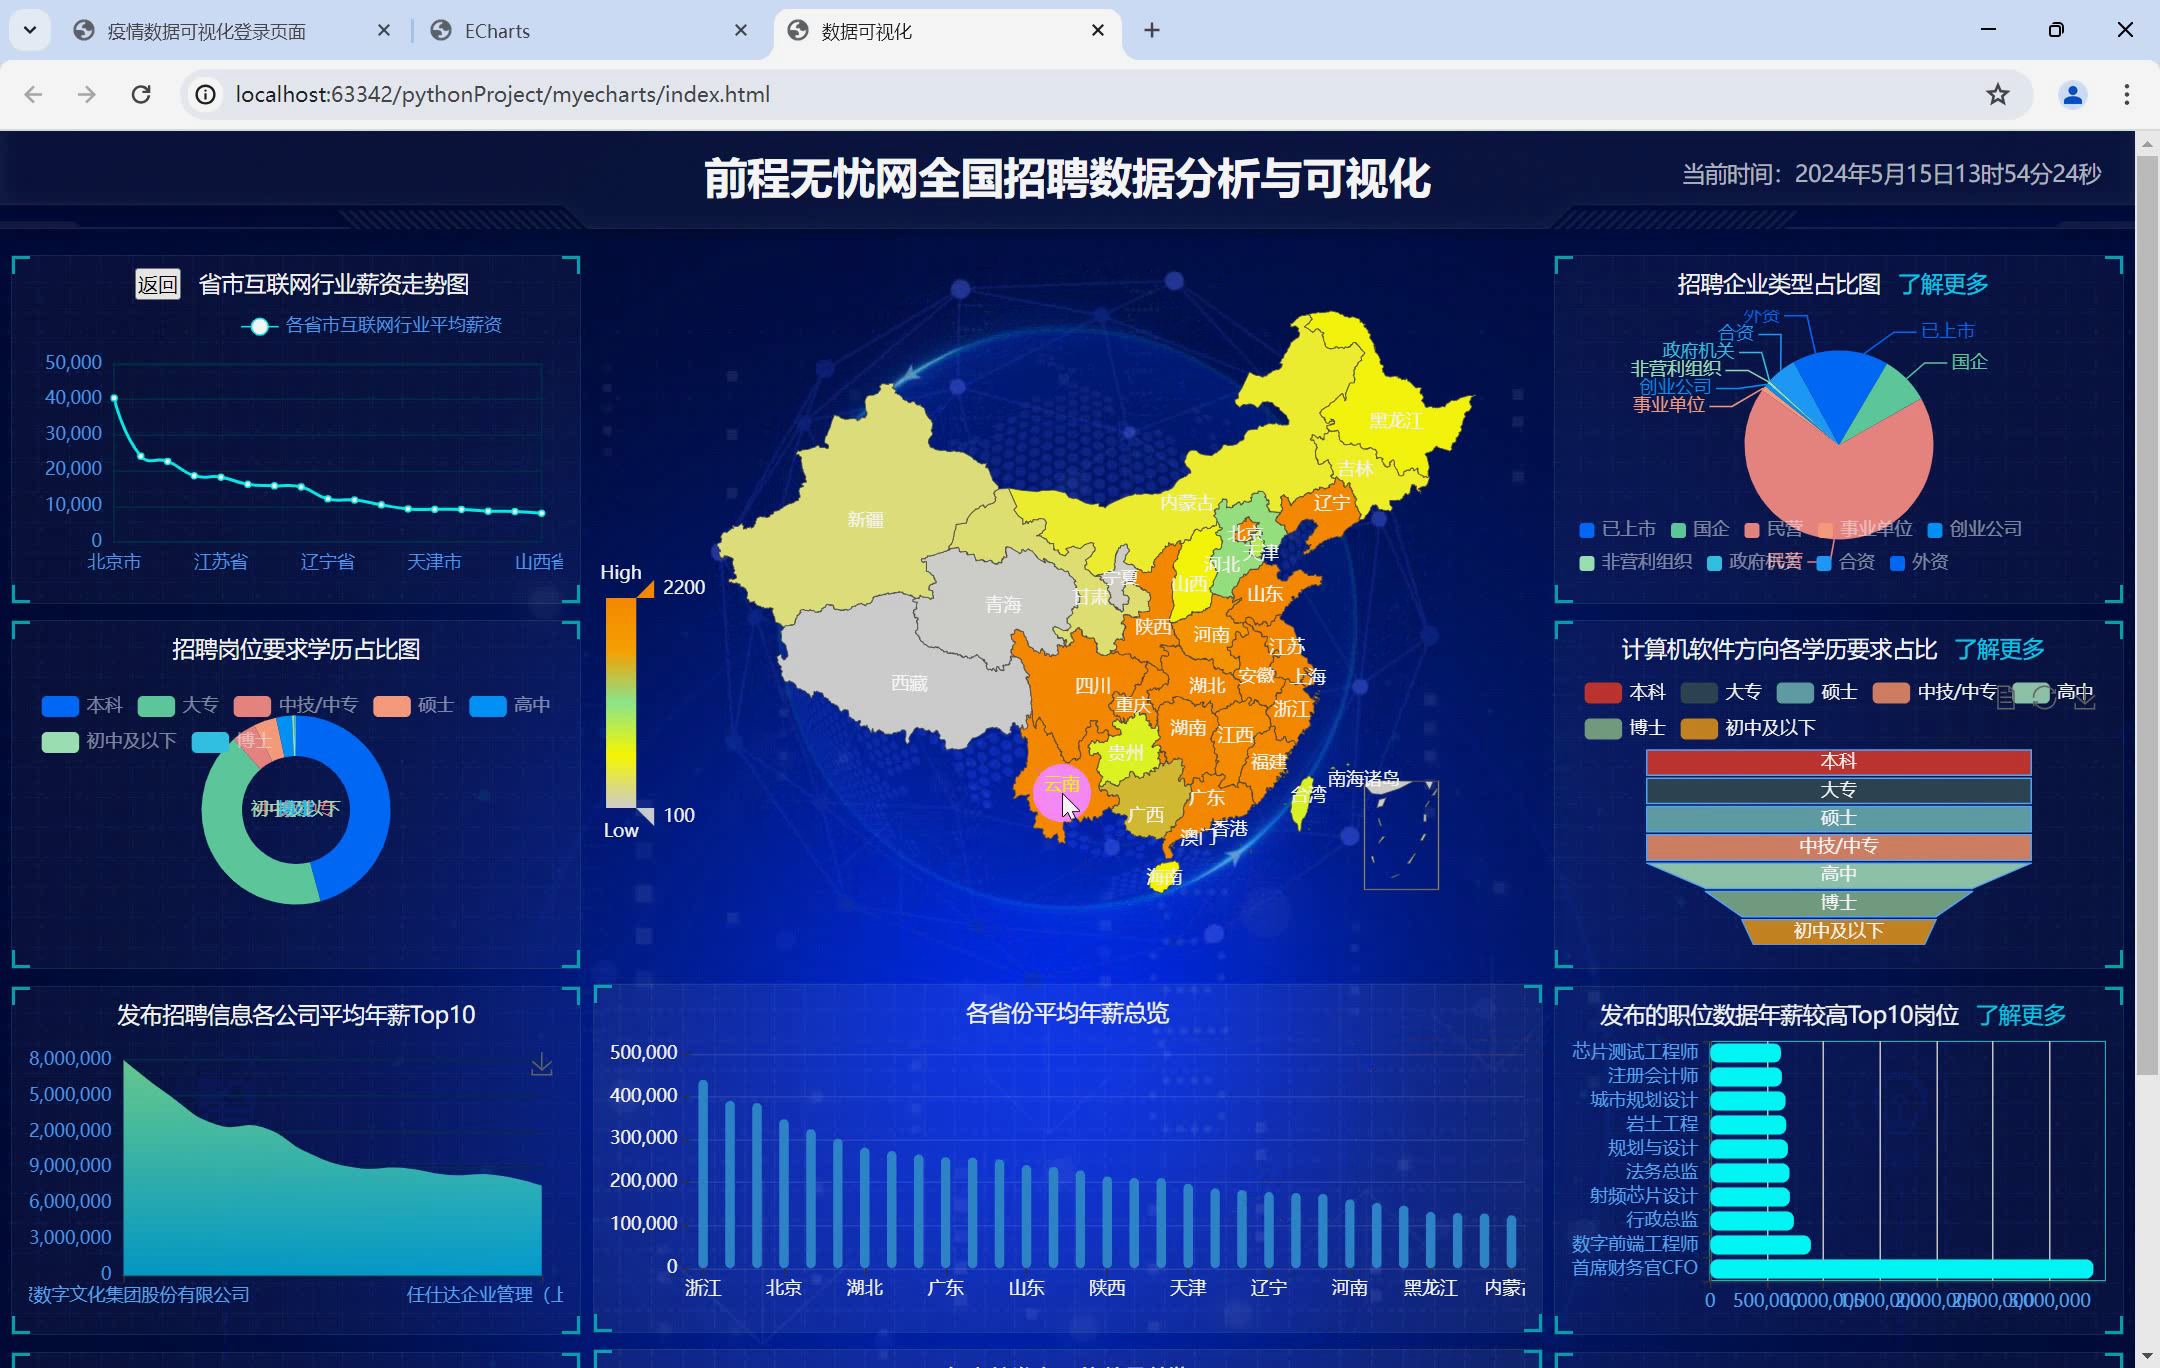 疫情数据可视化登录页面
ECharts
数据可视化
localhost:63342/pythonProject/myecharts/index.html
前程无忧网全国招聘数据分析与可视化
当前时间：2024年5月15日13时54分24秒
返回 省市互联网行业薪资走势图
各省市互联网行业平均薪资
50,000
40,000
30,000
20,000
10,000
0
北京市 江苏省 辽宁省 天津市 山西省
招聘岗位要求学历占比图
本科 大专 中技/中专 硕士 高中
初中及以下 博士
初中及以下
发布招聘信息各公司平均年薪Top10
8,000,000
5,000,000
2,000,000
9,000,000
6,000,000
3,000,000
0
数字文化集团股份有限公司 任仕达企业管理（上
High
2200
100
Low
黑龙江
吉林
内蒙古
辽宁
新疆
北京
天津
河北
宁夏
山西
甘肃
青海
山东
陕西
河南
江苏
西藏
四川
湖北
安徽
上海
重庆
浙江
湖南
江西
贵州
福建
云南
南海诸岛
台湾
广东
广西
澳门
香港
海南
各省份平均年薪总览
500,000
400,000
300,000
200,000
100,000
0
浙江 北京 湖北 广东 山东 陕西 天津 辽宁 河南 黑龙江 内蒙古
招聘企业类型占比图 了解更多
外资
合资
政府机关
非营利组织
创业公司
事业单位
已上市
国企
民营
已上市 国企 民营 事业单位 创业公司
非营利组织 政府机关 合资 外资
计算机软件方向各学历要求占比 了解更多
本科 大专 硕士 中技/中专 高中
博士 初中及以下
本科
大专
硕士
中技/中专
高中
博士
初中及以下
发布的职位数据年薪较高Top10岗位 了解更多
芯片测试工程师
注册会计师
城市规划设计
岩土工程
规划与设计
法务总监
射频芯片设计
行政总监
数字前端工程师
首席财务官CFO
0 500,000 1,000,000 1,500,000 2,000,000 2,500,000 3,000,000